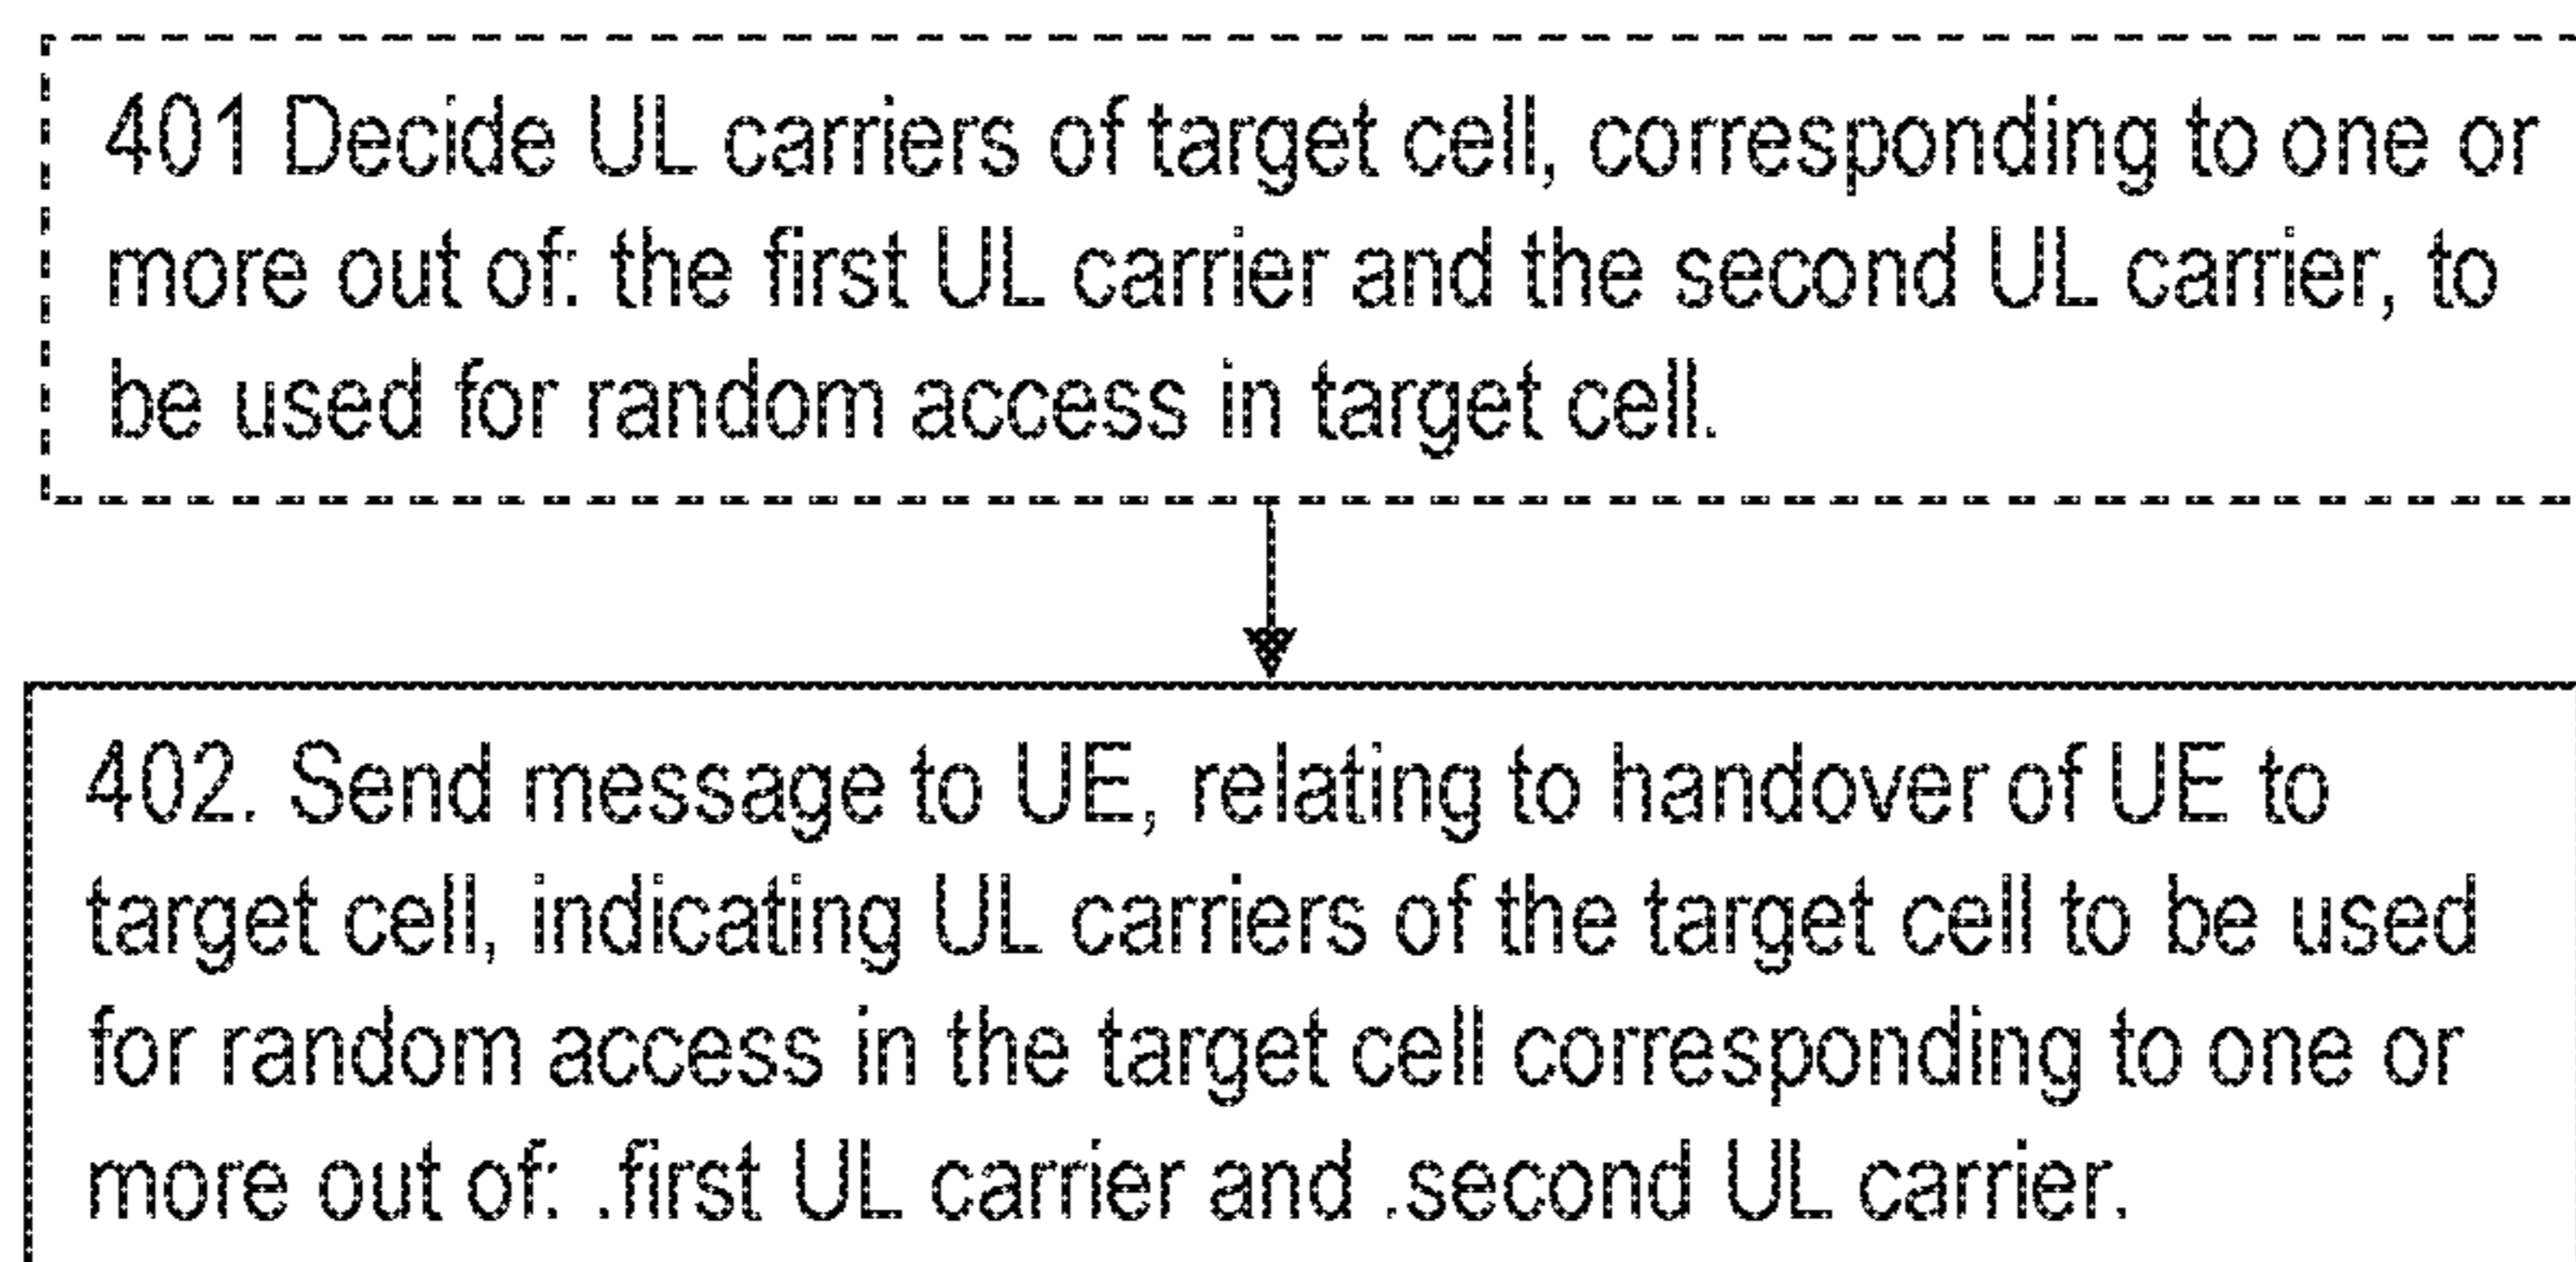 401 Decide UL carriers of target cell, corresponding to one or
more out of: the first UL carrier and the second UL carrier, to
be used for random access in target cell.
402. Send message to UE, relating to handover of UE to
target cell, indicating UL carriers of the target cell to be used
for random access in the target cell corresponding to one or
more out of: .first UL carrier and .second UL carrier.